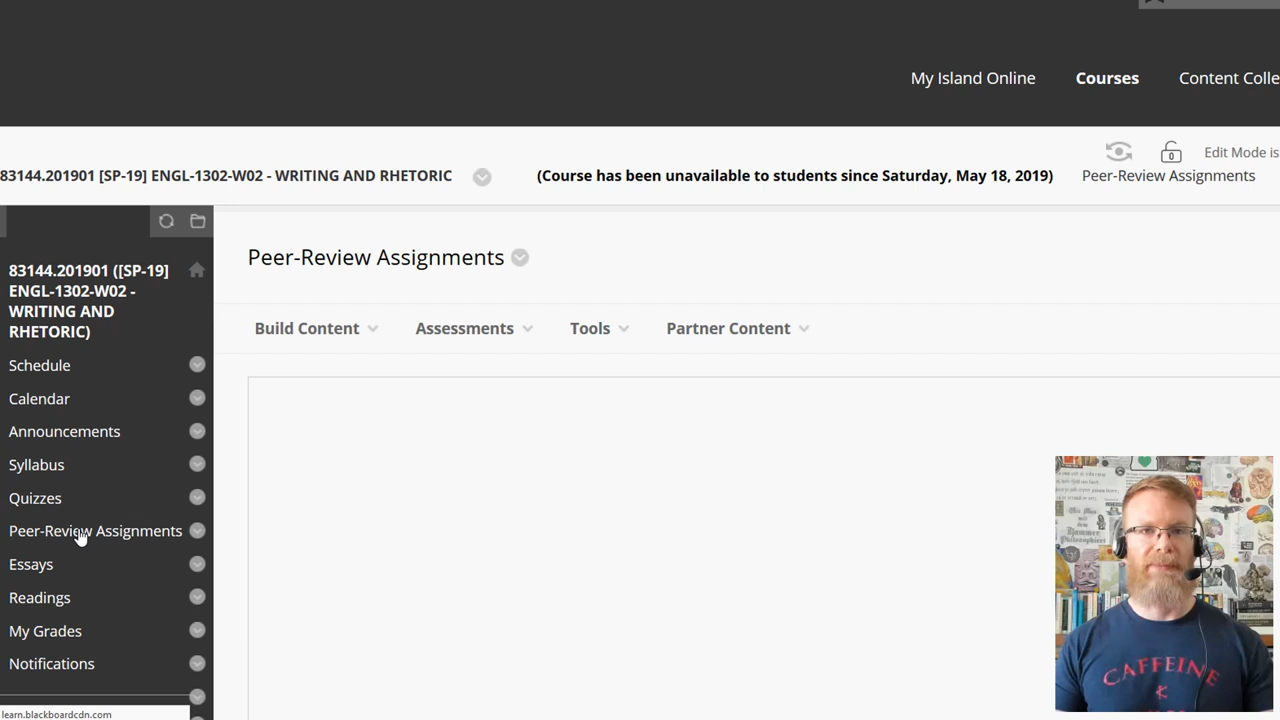 My Island Online
Courses
Content Colle
83144.201901 [SP-19] ENGL-1302-W02 - WRITING AND RHETORIC
(Course has been unavailable to students since Saturday, May 18, 2019)
Edit Mode is
Peer-Review Assignments
83144.201901 ([SP-19]
ENGL-1302-W02 -
WRITING AND
RHETORIC)
Schedule
Calendar
Announcements
Syllabus
Quizzes
Peer-Review Assignments
Essays
Readings
My Grades
Notifications
learn.blackboardcdn.com
Peer-Review Assignments
Build Content
Assessments
Tools
Partner Content
CAFFEINE